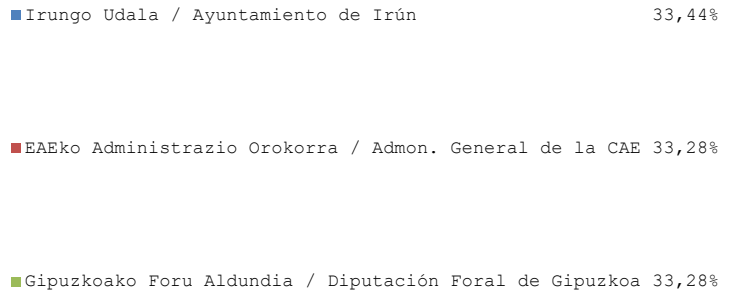 Irungo Udala / Ayuntamiento de Irún 33,44%
EAEko Administrazio Orokorra / Admon. General de la CAE 33,28%
Gipuzkoako Foru Aldundia / Diputación Foral de Gipuzkoa 33,28%